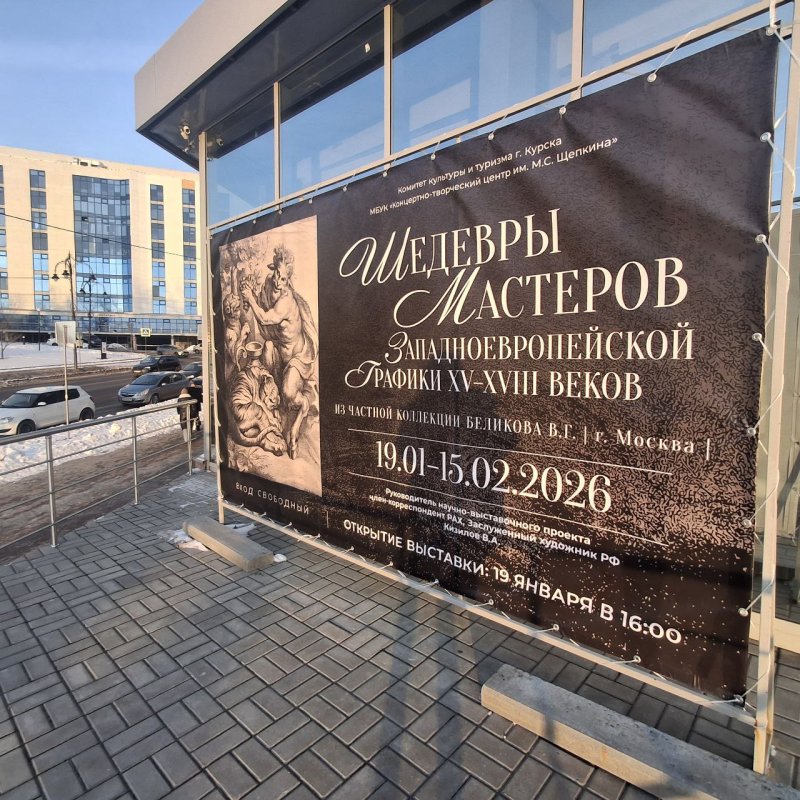 Комитет культуры и туризма г. Курска
МБУК «Концертно-творческий центр им. М.С. Щепкина»
ШЕДЕВРЫ
МАСТЕРОВ
ЗАПАДНОЕВРОПЕЙСКОЙ
ГРАФИКИ XV–XVIII ВЕКОВ
ИЗ ЧАСТНОЙ КОЛЛЕКЦИИ БЕЛИКОВА В.Г. | г. Москва |
19.01–15.02.2026
Руководитель научно-выставочного проекта
член-корреспондент РАХ, Заслуженный художник РФ
Кизилов В.А.
ВХОД СВОБОДНЫЙ
ОТКРЫТИЕ ВЫСТАВКИ: 19 ЯНВАРЯ В 16:00